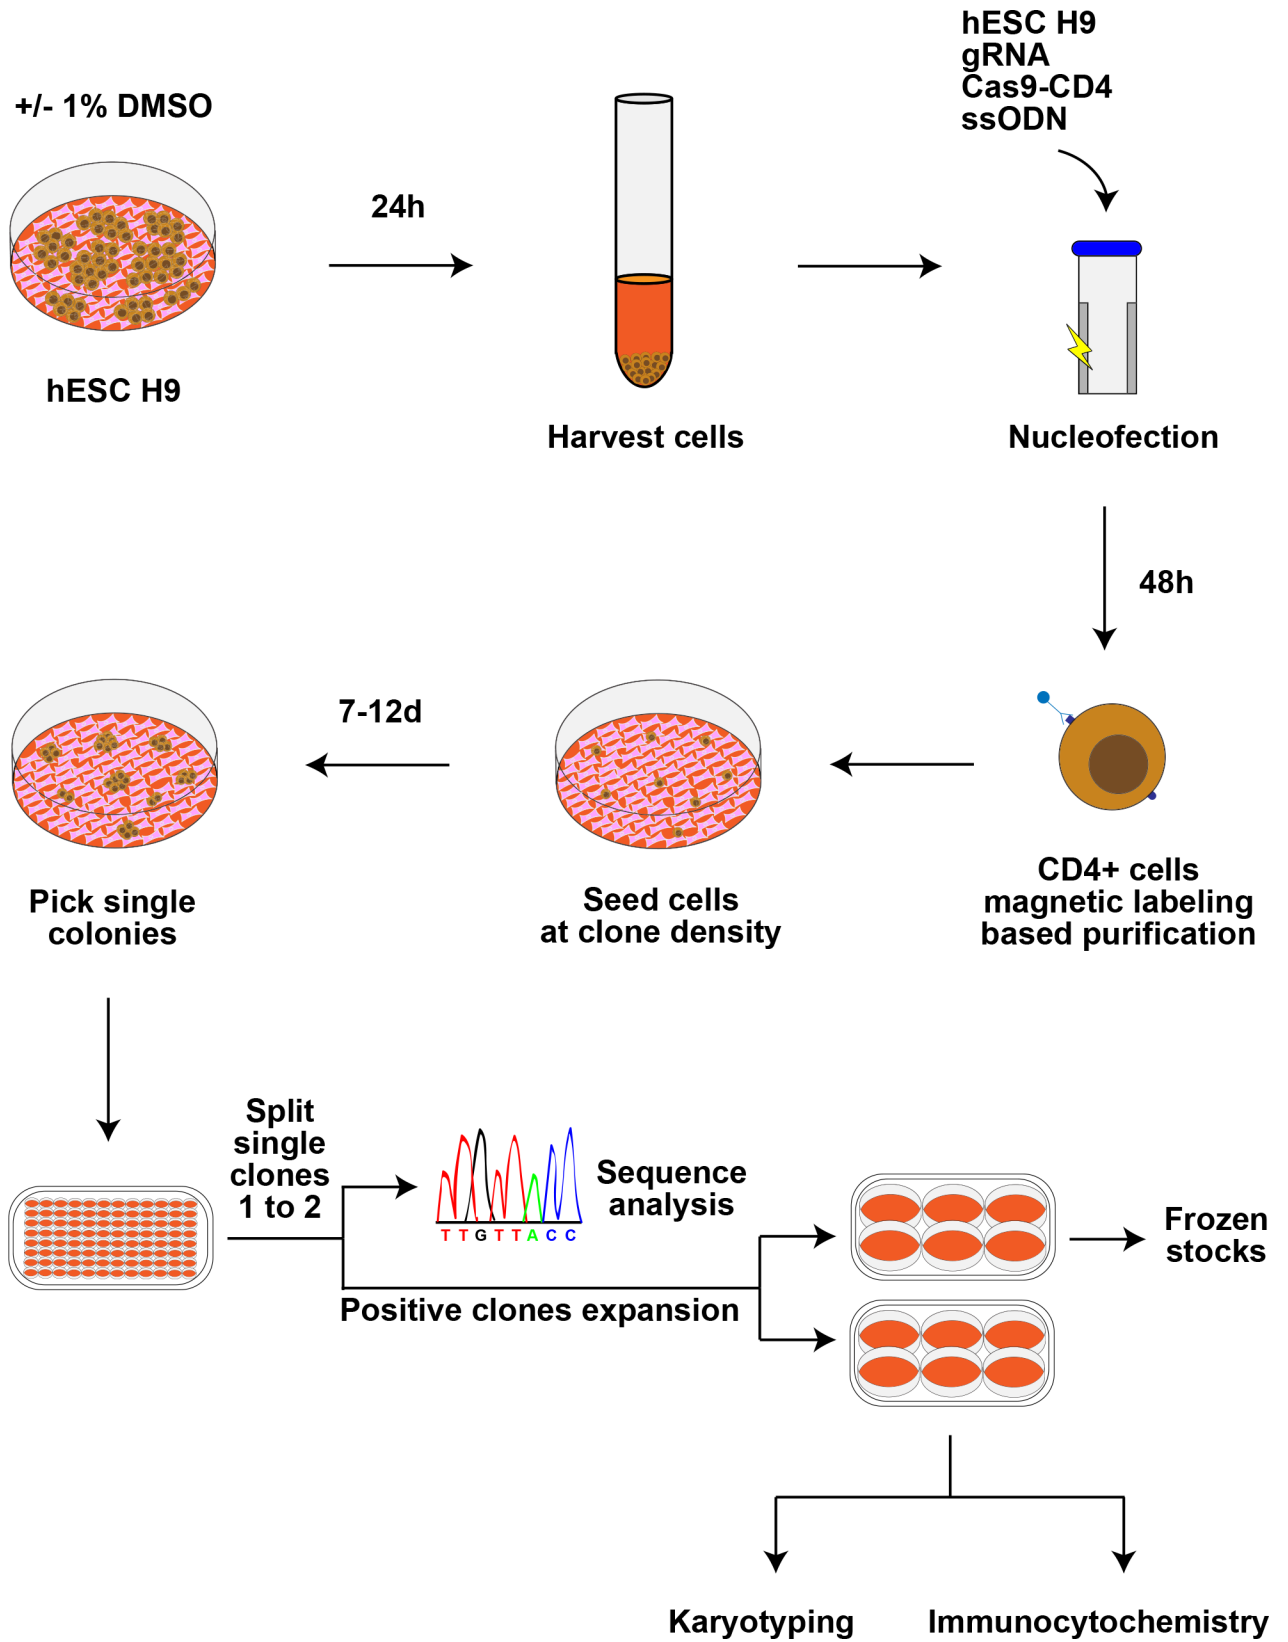 hESC H9
gRNA
Cas9-CD4
ssODN
+/- 1% DMSO
24h
hESC H9
Harvest cells
Nucleofection
48h
7-12d
CD4+ cells
magnetic labeling
based purification
Seed cells
at clone density
Pick single
colonies
Split
single
clones
1 to 2
Sequence
analysis
T T G T T A C C
Positive clones expansion
Frozen
stocks
Karyotyping
Immunocytochemistry